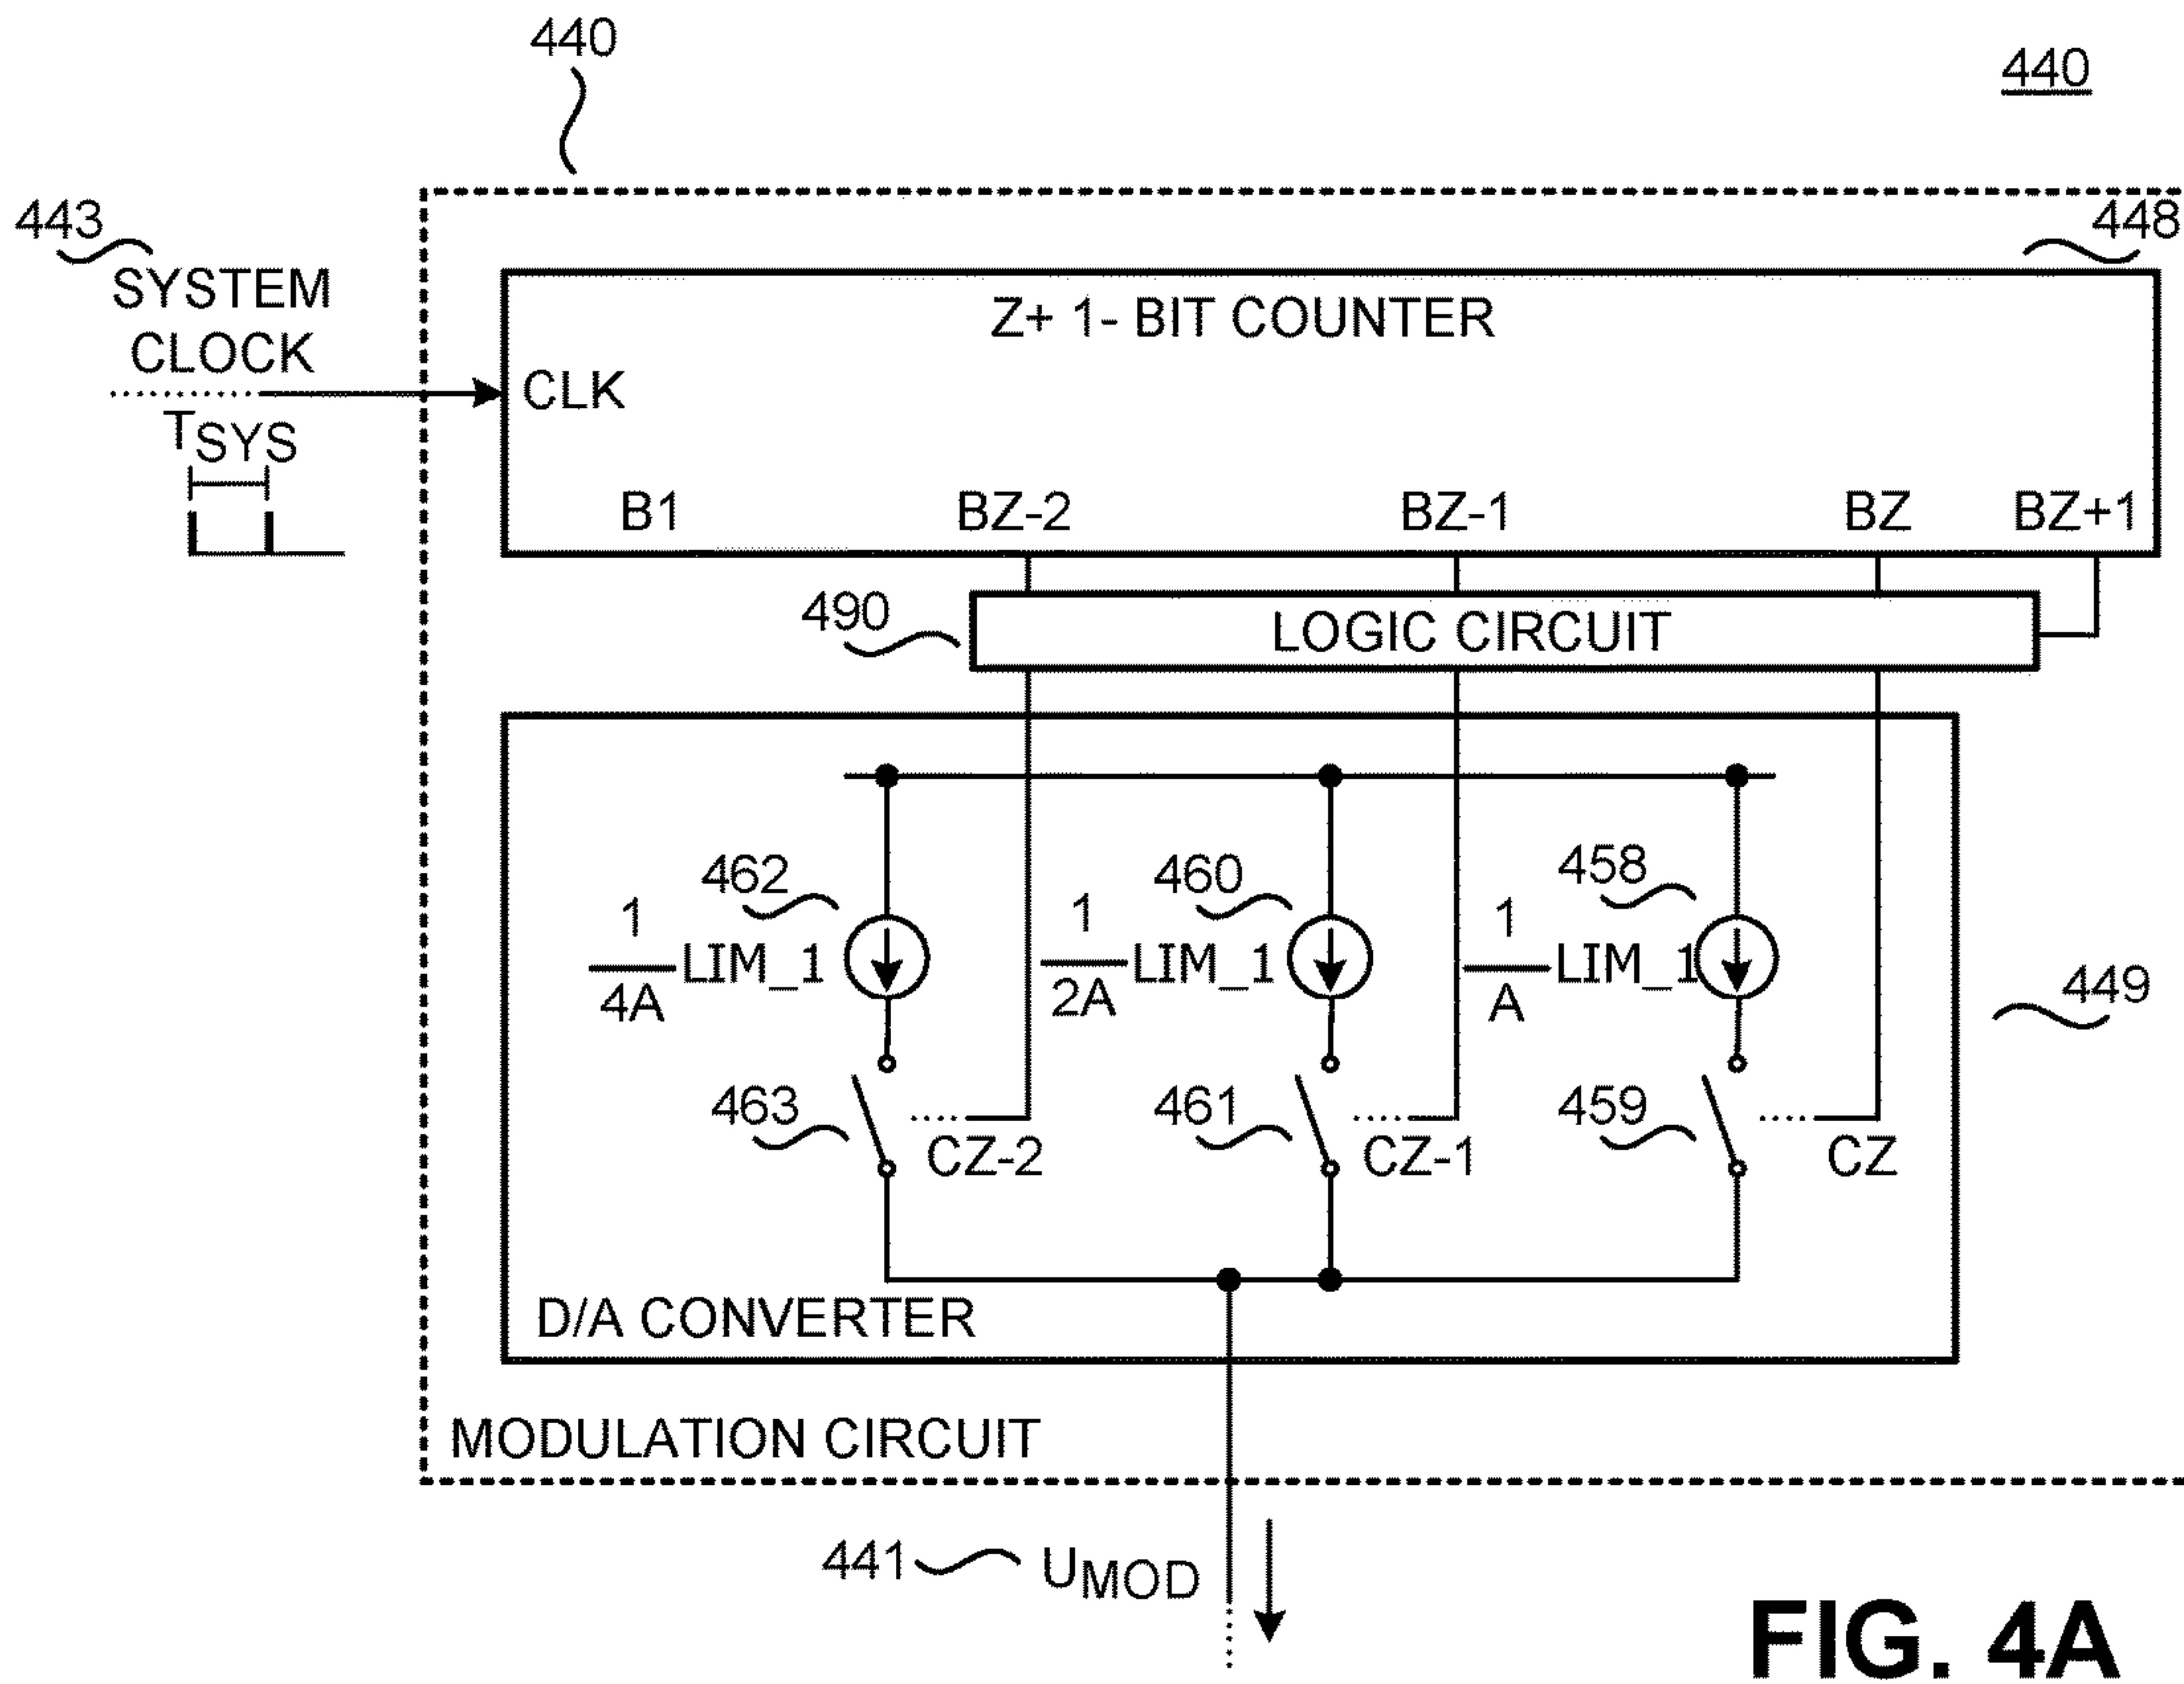 440
440
443
SYSTEM
CLOCK
448
Z+ 1- BIT COUNTER
CLK
TSYS
B1
BZ-2
BZ-1
BZ
BZ+1
490
LOGIC CIRCUIT
462
460
458
1
4A
LIM_1
1
2A
LIM_1
1
A
LIM_1
449
463
CZ-2
461
CZ-1
459
CZ
D/A CONVERTER
MODULATION CIRCUIT
441
UMOD
FIG. 4A